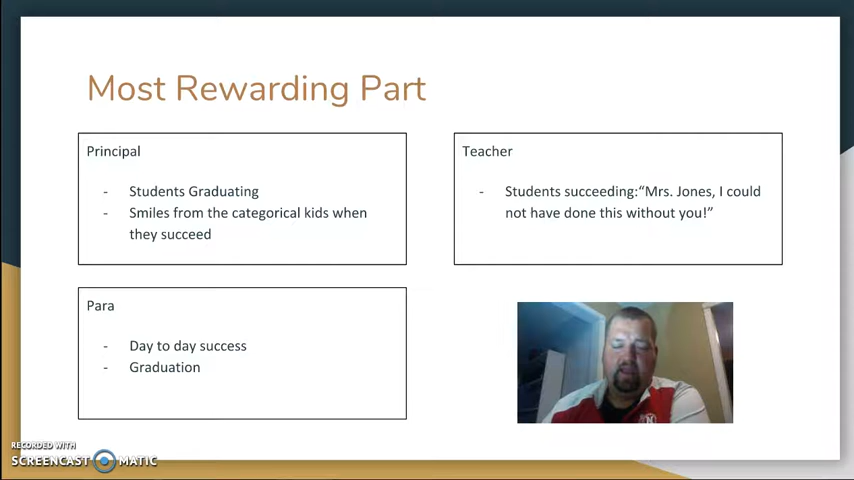 Most Rewarding Part
Principal
- Students Graduating
- Smiles from the categorical kids when
they succeed
Teacher
- Students succeeding:“Mrs. Jones, I could
not have done this without you!”
Para
- Day to day success
- Graduation
N
RECORDED WITH
SCREENCAST MATIC